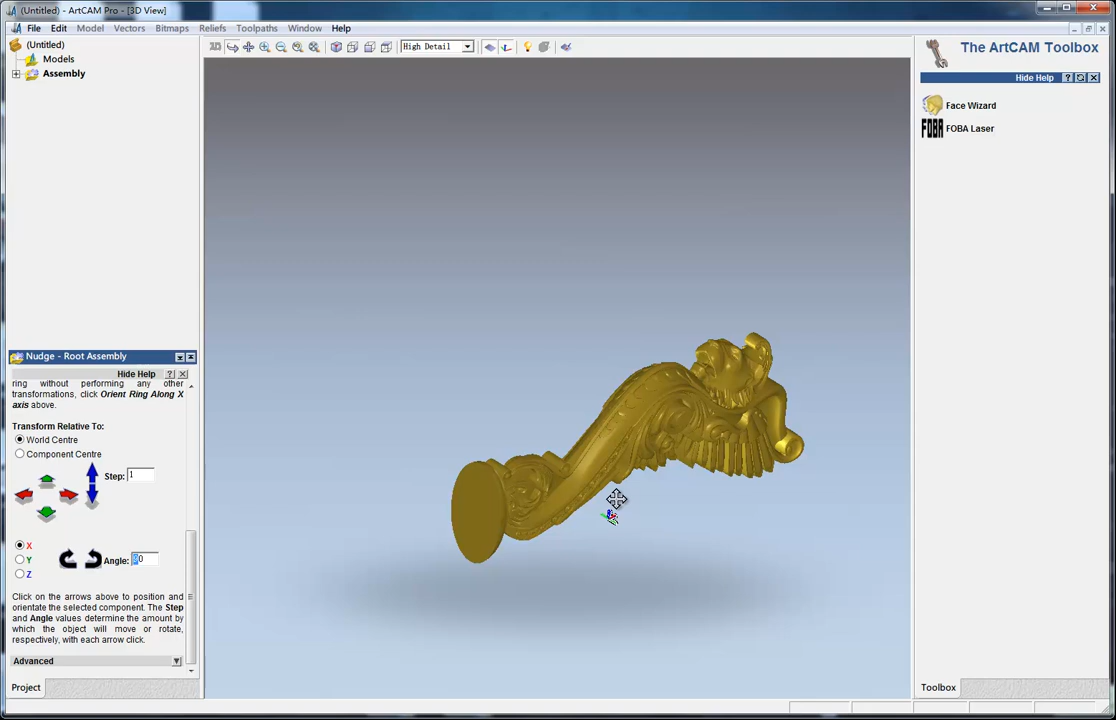 (Untitled) - ArtCAM Pro - [3D View]
File Edit Model Vectors Bitmaps Reliefs Toolpaths Window Help
(Untitled)
Models
Assembly
High Detail
The ArtCAM Toolbox
Hide Help
Face Wizard
FOBA FOBA Laser
Nudge - Root Assembly
Hide Help
ring without performing any other
transformations, click Orient Ring Along X
axis above.
Transform Relative To:
World Centre
Component Centre
Step: 1
X
Y
Z
Angle: 90
Click on the arrows above to position and
orientate the selected component. The Step
and Angle values determine the amount by
which the object will move or rotate,
respectively, with each arrow click.
Advanced
Project
Toolbox